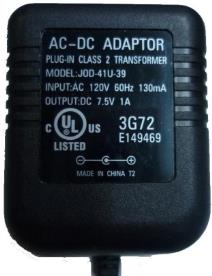 AC-DC ADAPTOR
PLUG-IN CLASS 2 TRANSFORMER
MODEL:JOD-41U-39
INPUT:AC 120V 60Hz 130mA
OUTPUT:DC 7.5V 1A
C UL US
LISTED
3G72
E149469
MADE IN CHINA T2